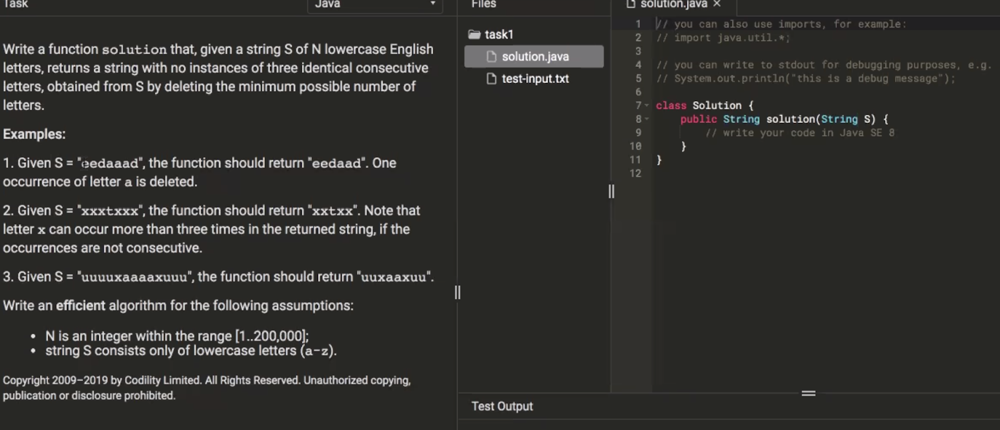 Task
Java
Write a function solution that, given a string S of N lowercase English
letters, returns a string with no instances of three identical consecutive
letters, obtained from S by deleting the minimum possible number of
letters.
Examples:
1. Given S = "eedaaad", the function should return "eedaad". One
occurrence of letter a is deleted.
2. Given S = "xxxtxxx", the function should return "xxtxx". Note that
letter x can occur more than three times in the returned string, if the
occurrences are not consecutive.
3. Given S = "uuuuxaaaaxuuu", the function should return "uuxaaxuu".
Write an efficient algorithm for the following assumptions:
• N is an integer within the range [1..200,000];
• string S consists only of lowercase letters (a-z).
Copyright 2009–2019 by Codility Limited. All Rights Reserved. Unauthorized copying,
publication or disclosure prohibited.
Files
task1
solution.java
test-input.txt
solution.java ×
1 // you can also use imports, for example:
2 // import java.util.*;
3
4 // you can write to stdout for debugging purposes, e.g.
5 // System.out.println("this is a debug message");
6
7 class Solution {
8 public String solution(String S) {
9 // write your code in Java SE 8
10 }
11 }
12
Test Output